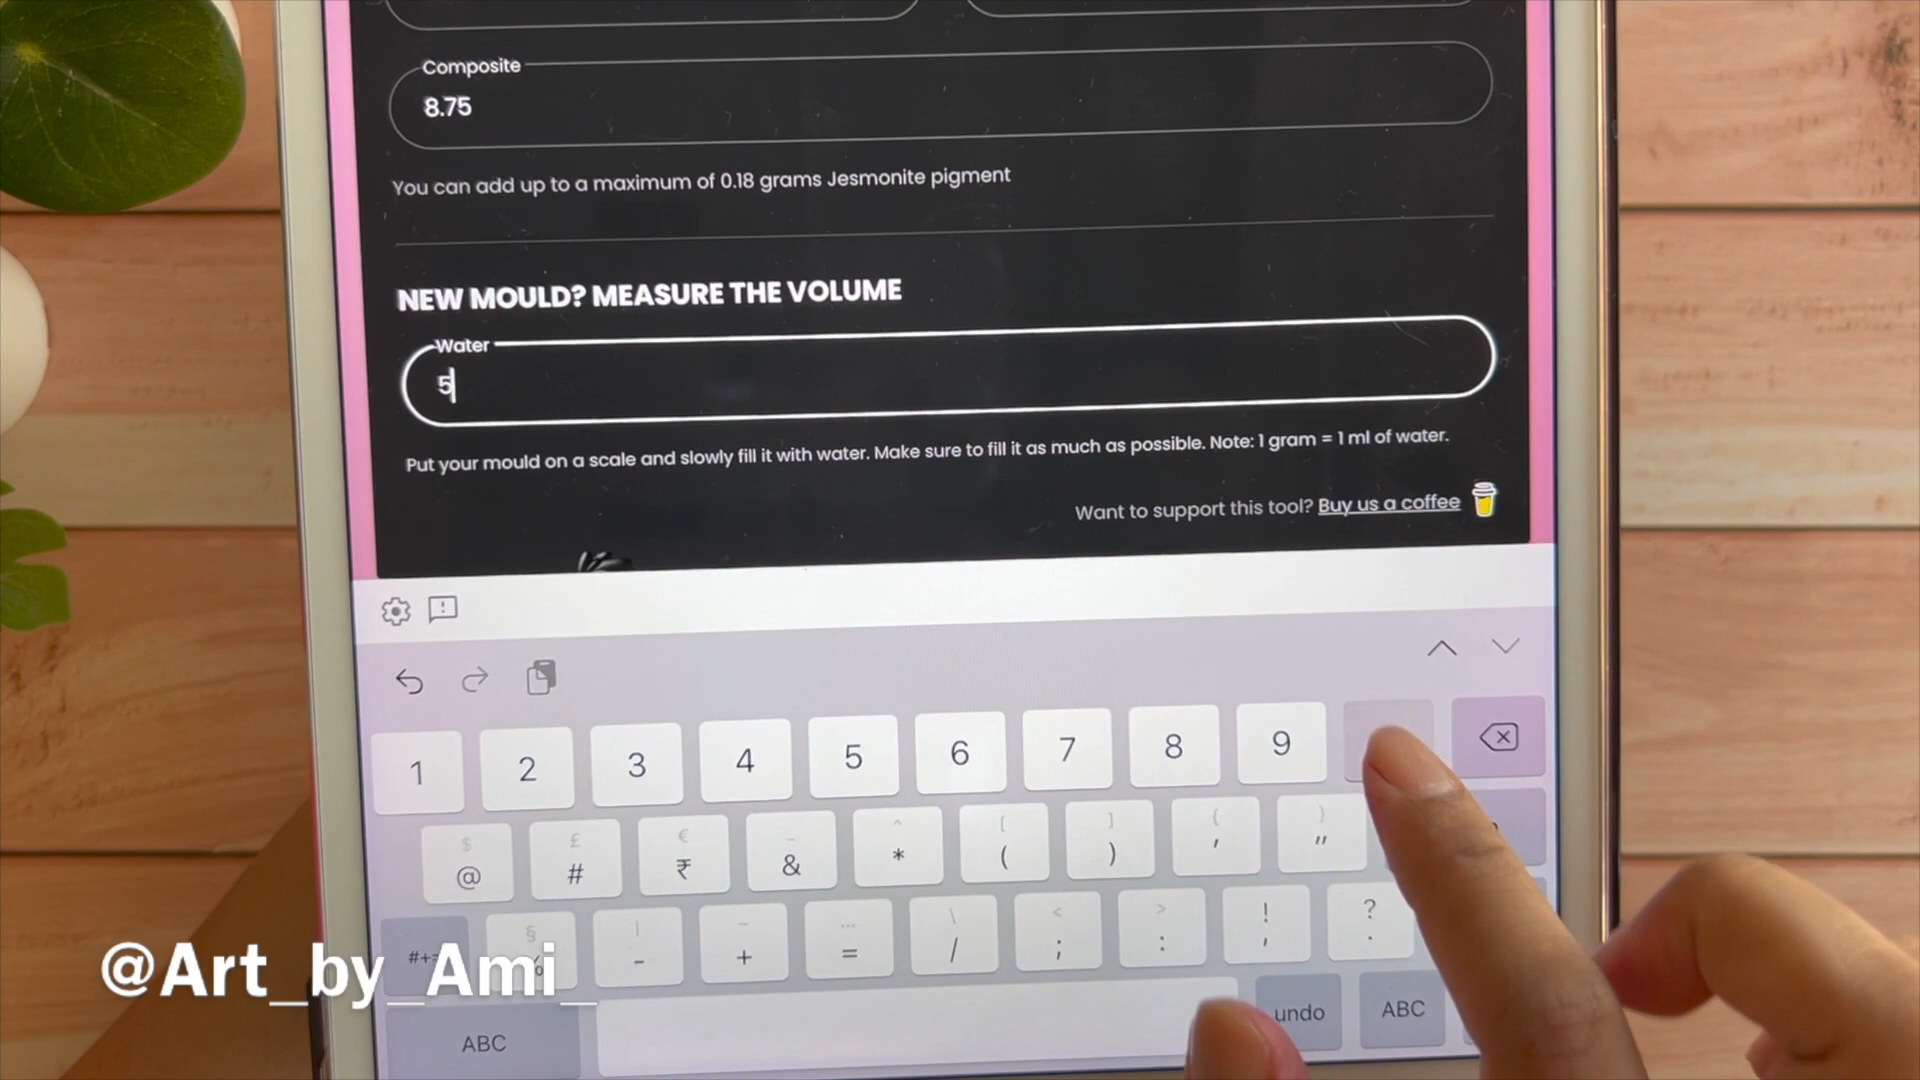 Composite
8.75
You can add up to a maximum of 0.18 grams Jesmonite pigment
NEW MOULD? MEASURE THE VOLUME
Water
5
Put your mould on a scale and slowly fill it with water. Make sure to fill it as much as possible. Note: 1 gram = 1 ml of water.
Want to support this tool? Buy us a coffee
1 2 3 4 5 6 7 8 9
$ £ € _ ^ [ ] { }
@ # ₹ & * ( ) ' "
§ | ~ … \ < > ! ?
#+= % - + = / ; : , .
ABC undo ABC
@Art_by_Ami_